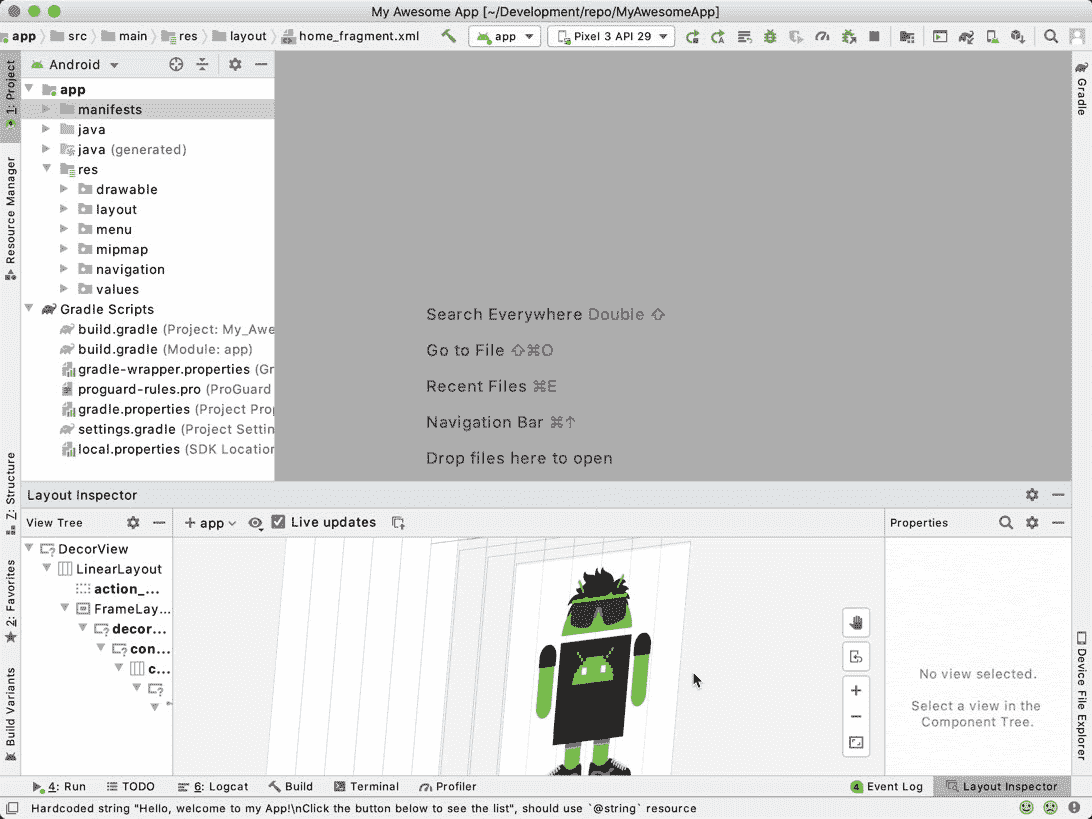 My Awesome App [~/Development/repo/MyAwesomeApp]
app src main res layout home_fragment.xml app Pixel 3 API 29
1: Project
Resource Manager
Z: Structure
2: Favorites
Build Variants
Android
app
manifests
java
java (generated)
res
drawable
layout
menu
mipmap
navigation
values
Gradle Scripts
build.gradle (Project: My_Awe
build.gradle (Module: app)
gradle-wrapper.properties (Gr
proguard-rules.pro (ProGuard
gradle.properties (Project Prop
settings.gradle (Project Settin
local.properties (SDK Location
Search Everywhere Double ⇧
Go to File ⇧⌘O
Recent Files ⌘E
Navigation Bar ⌘↑
Drop files here to open
Gradle
Device File Explorer
Layout Inspector
View Tree
+ app
Live updates
Properties
DecorView
LinearLayout
action_...
FrameLay...
decor...
con...
c...
No view selected.
Select a view in the
Component Tree.
4: Run TODO 6: Logcat Build Terminal Profiler 4 Event Log Layout Inspector
Hardcoded string "Hello, welcome to my App!\nClick the button below to see the list", should use `@string` resource